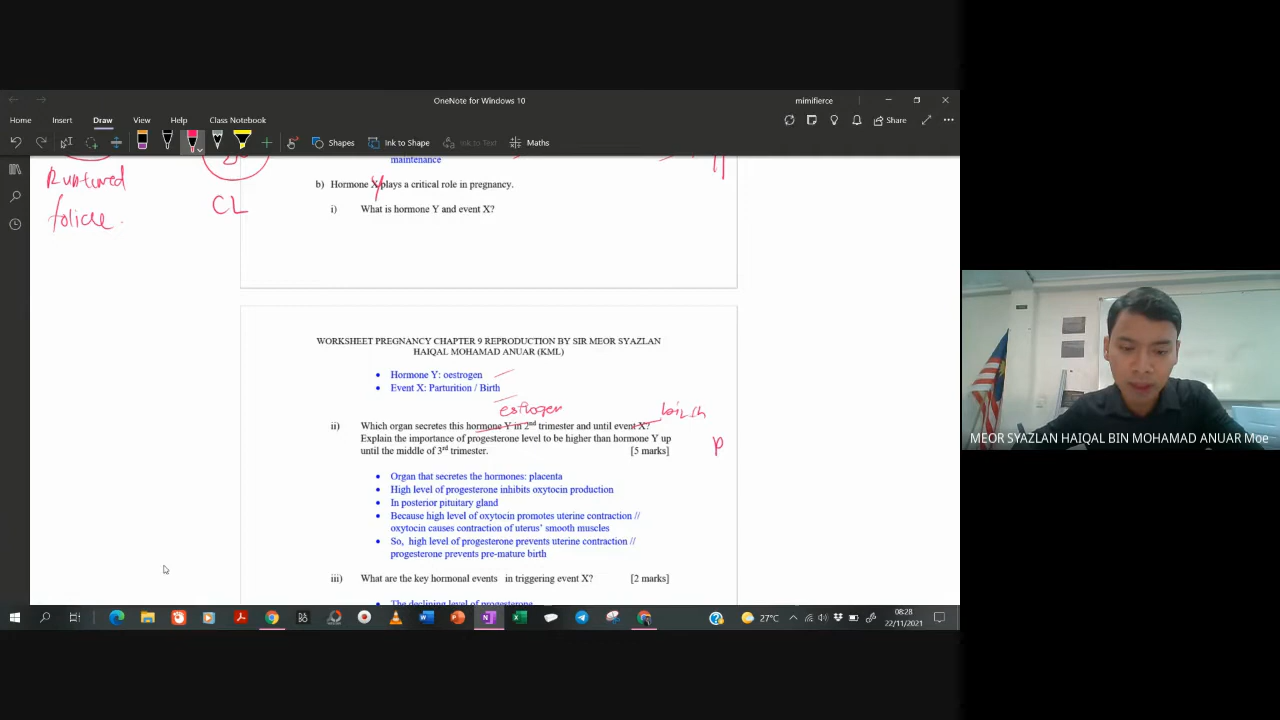 OneNote for Windows 10
mimifierce
Home
Insert
Draw
View
Help
Class Notebook
Share
Shapes
Ink to Shape
Ink to Text
Maths
Ruptured
folicle
CL
maintenance
b) Hormone X plays a critical role in pregnancy.
Y
i) What is hormone Y and event X?
WORKSHEET PREGNANCY CHAPTER 9 REPRODUCTION BY SIR MEOR SYAZLAN
HAIQAL MOHAMAD ANUAR (KML)
• Hormone Y: oestrogen
• Event X: Parturition / Birth
estrogen
birth
ii) Which organ secretes this hormone Y in 2nd trimester and until event X?
Explain the importance of progesterone level to be higher than hormone Y up
until the middle of 3rd trimester. [5 marks]
P
• Organ that secretes the hormones: placenta
• High level of progesterone inhibits oxytocin production
• In posterior pituitary gland
• Because high level of oxytocin promotes uterine contraction //
oxytocin causes contraction of uterus’ smooth muscles
• So, high level of progesterone prevents uterine contraction //
progesterone prevents pre-mature birth
iii) What are the key hormonal events in triggering event X? [2 marks]
• The declining level of progesterone
27°C
08:28
22/11/2021
MEOR SYAZLAN HAIQAL BIN MOHAMAD ANUAR Moe